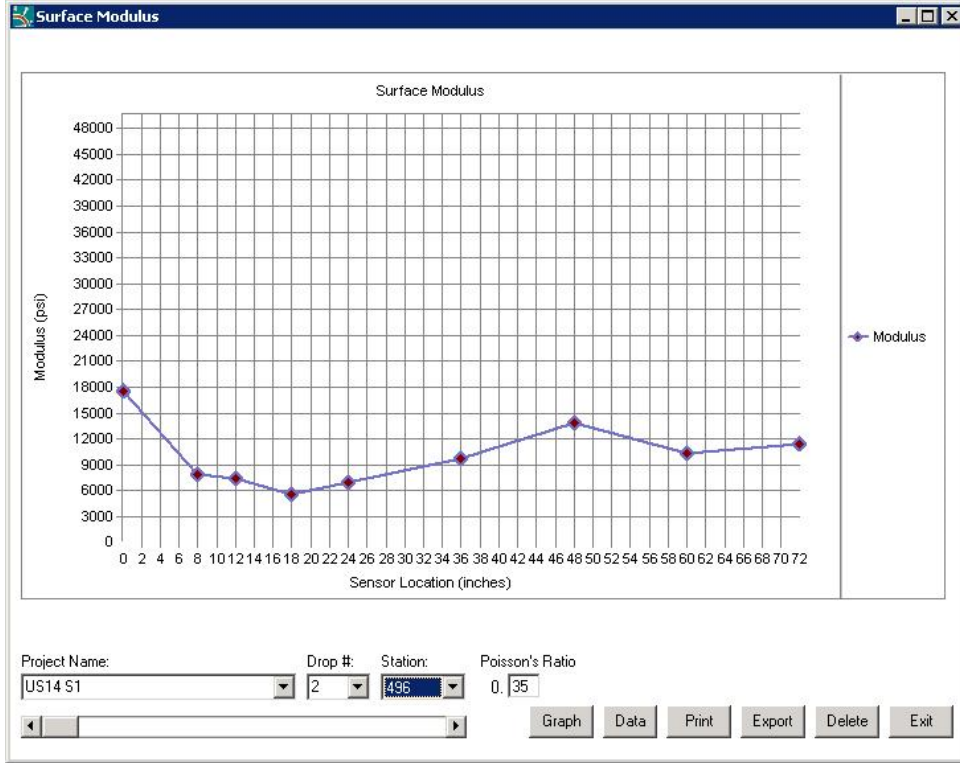 Surface Modulus
Surface Modulus
48000
45000
42000
39000
36000
33000
30000
27000
24000
21000
18000
15000
12000
9000
6000
3000
0
Modulus (psi)
Modulus
0 2 4 6 8 10 12 14 16 18 20 22 24 26 28 30 32 34 36 38 40 42 44 46 48 50 52 54 56 58 60 62 64 66 68 70 72
Sensor Location (inches)
Project Name: Drop #: Station: Poisson's Ratio
US14 S1 2 496 0. 35
Graph Data Print Export Delete Exit